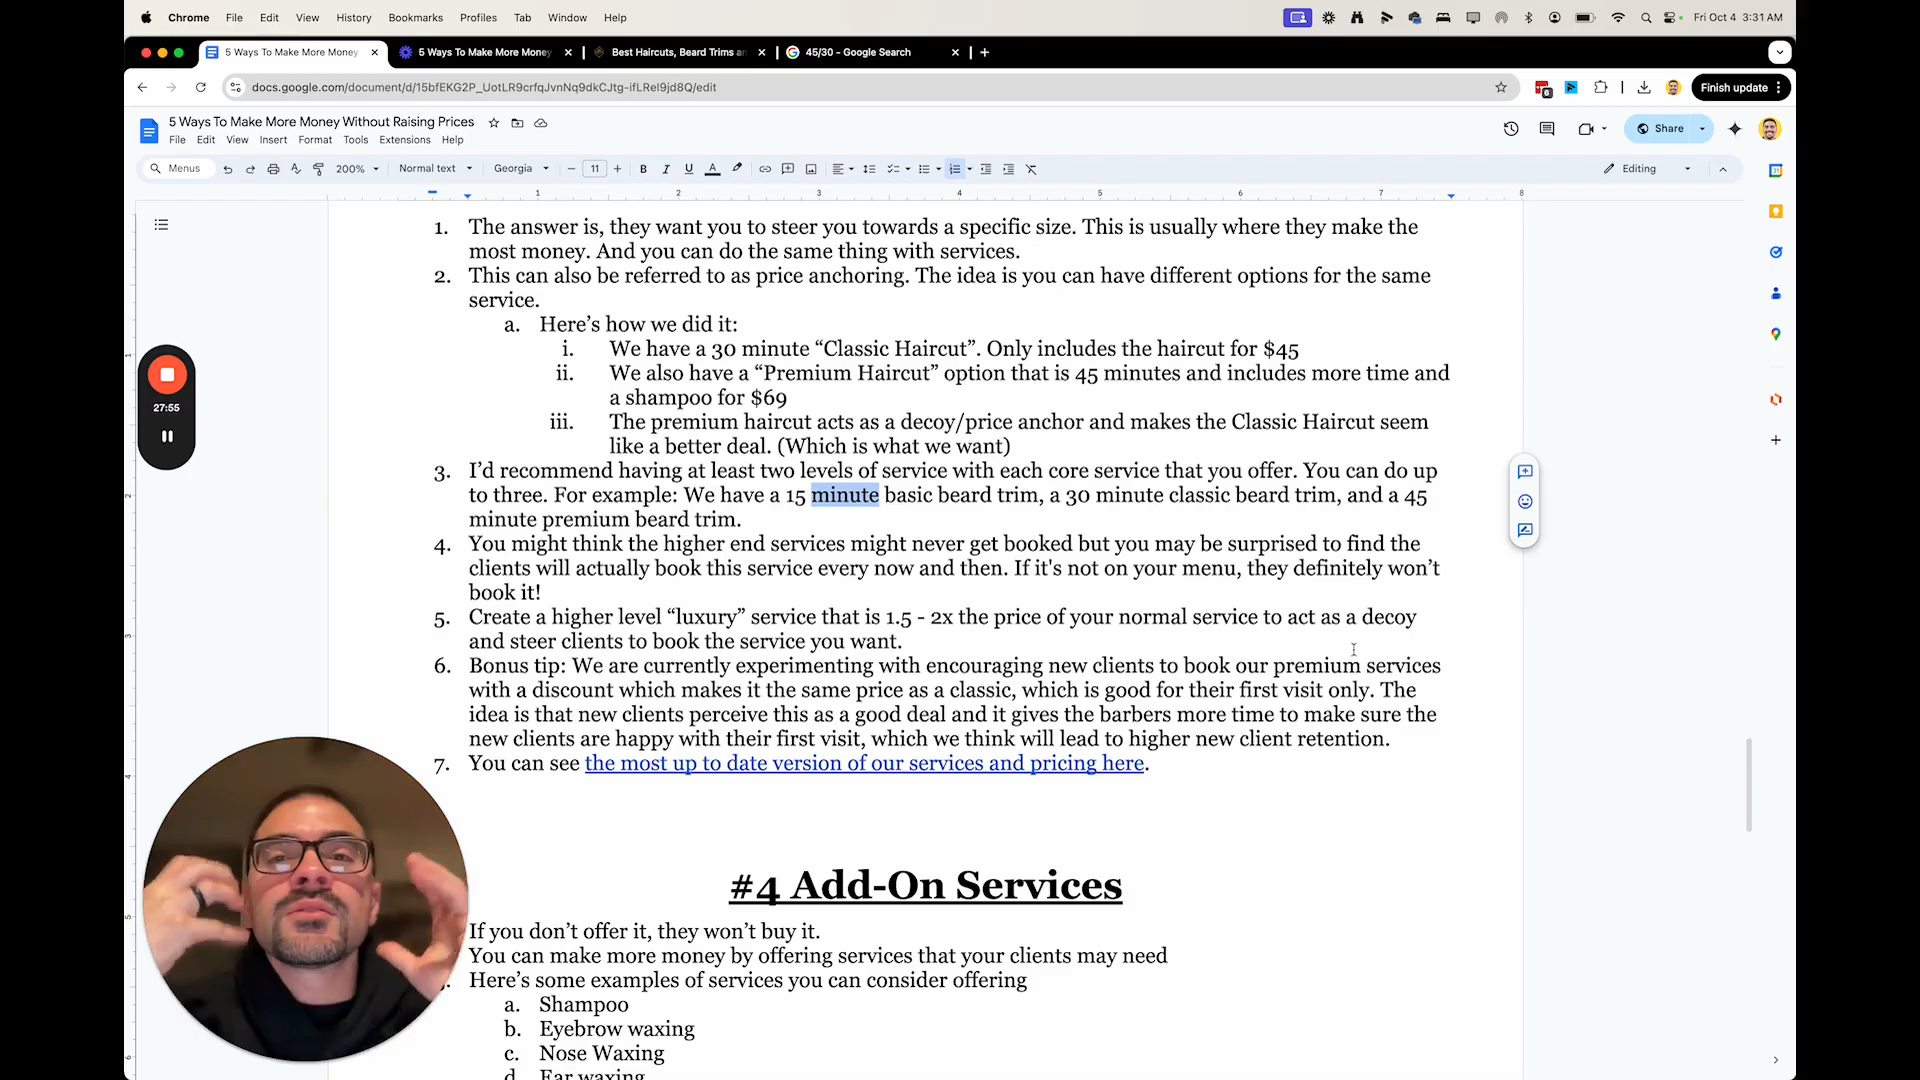 Chrome File Edit View History Bookmarks Profiles Tab Window Help Fri Oct 4 3:31 AM
5 Ways To Make More Money 5 Ways To Make More Money Best Haircuts, Beard Trims a 45/30 - Google Search
docs.google.com/document/d/15bfEKG2P_UotLR9crfqJvnNq9dkCJtg-ifLRel9jd8Q/edit 6 Finish update
5 Ways To Make More Money Without Raising Prices
File Edit View Insert Format Tools Extensions Help Share
Menus 200% Normal text Georgia 11 B I U A Editing
1 2 3 4 5 6 7 8
1. The answer is, they want you to steer you towards a specific size. This is usually where they make the
most money. And you can do the same thing with services.
2. This can also be referred to as price anchoring. The idea is you can have different options for the same
service.
a. Here’s how we did it:
i. We have a 30 minute “Classic Haircut”. Only includes the haircut for $45
ii. We also have a “Premium Haircut” option that is 45 minutes and includes more time and
a shampoo for $69
iii. The premium haircut acts as a decoy/price anchor and makes the Classic Haircut seem
like a better deal. (Which is what we want)
3. I’d recommend having at least two levels of service with each core service that you offer. You can do up
to three. For example: We have a 15 minute basic beard trim, a 30 minute classic beard trim, and a 45
minute premium beard trim.
4. You might think the higher end services might never get booked but you may be surprised to find the
clients will actually book this service every now and then. If it's not on your menu, they definitely won’t
book it!
5. Create a higher level “luxury” service that is 1.5 - 2x the price of your normal service to act as a decoy
and steer clients to book the service you want.
6. Bonus tip: We are currently experimenting with encouraging new clients to book our premium services
with a discount which makes it the same price as a classic, which is good for their first visit only. The
idea is that new clients perceive this as a good deal and it gives the barbers more time to make sure the
new clients are happy with their first visit, which we think will lead to higher new client retention.
7. You can see the most up to date version of our services and pricing here.
27:55
#4 Add-On Services
If you don’t offer it, they won’t buy it.
You can make more money by offering services that your clients may need
Here’s some examples of services you can consider offering
a. Shampoo
b. Eyebrow waxing
c. Nose Waxing
d. Ear waxing